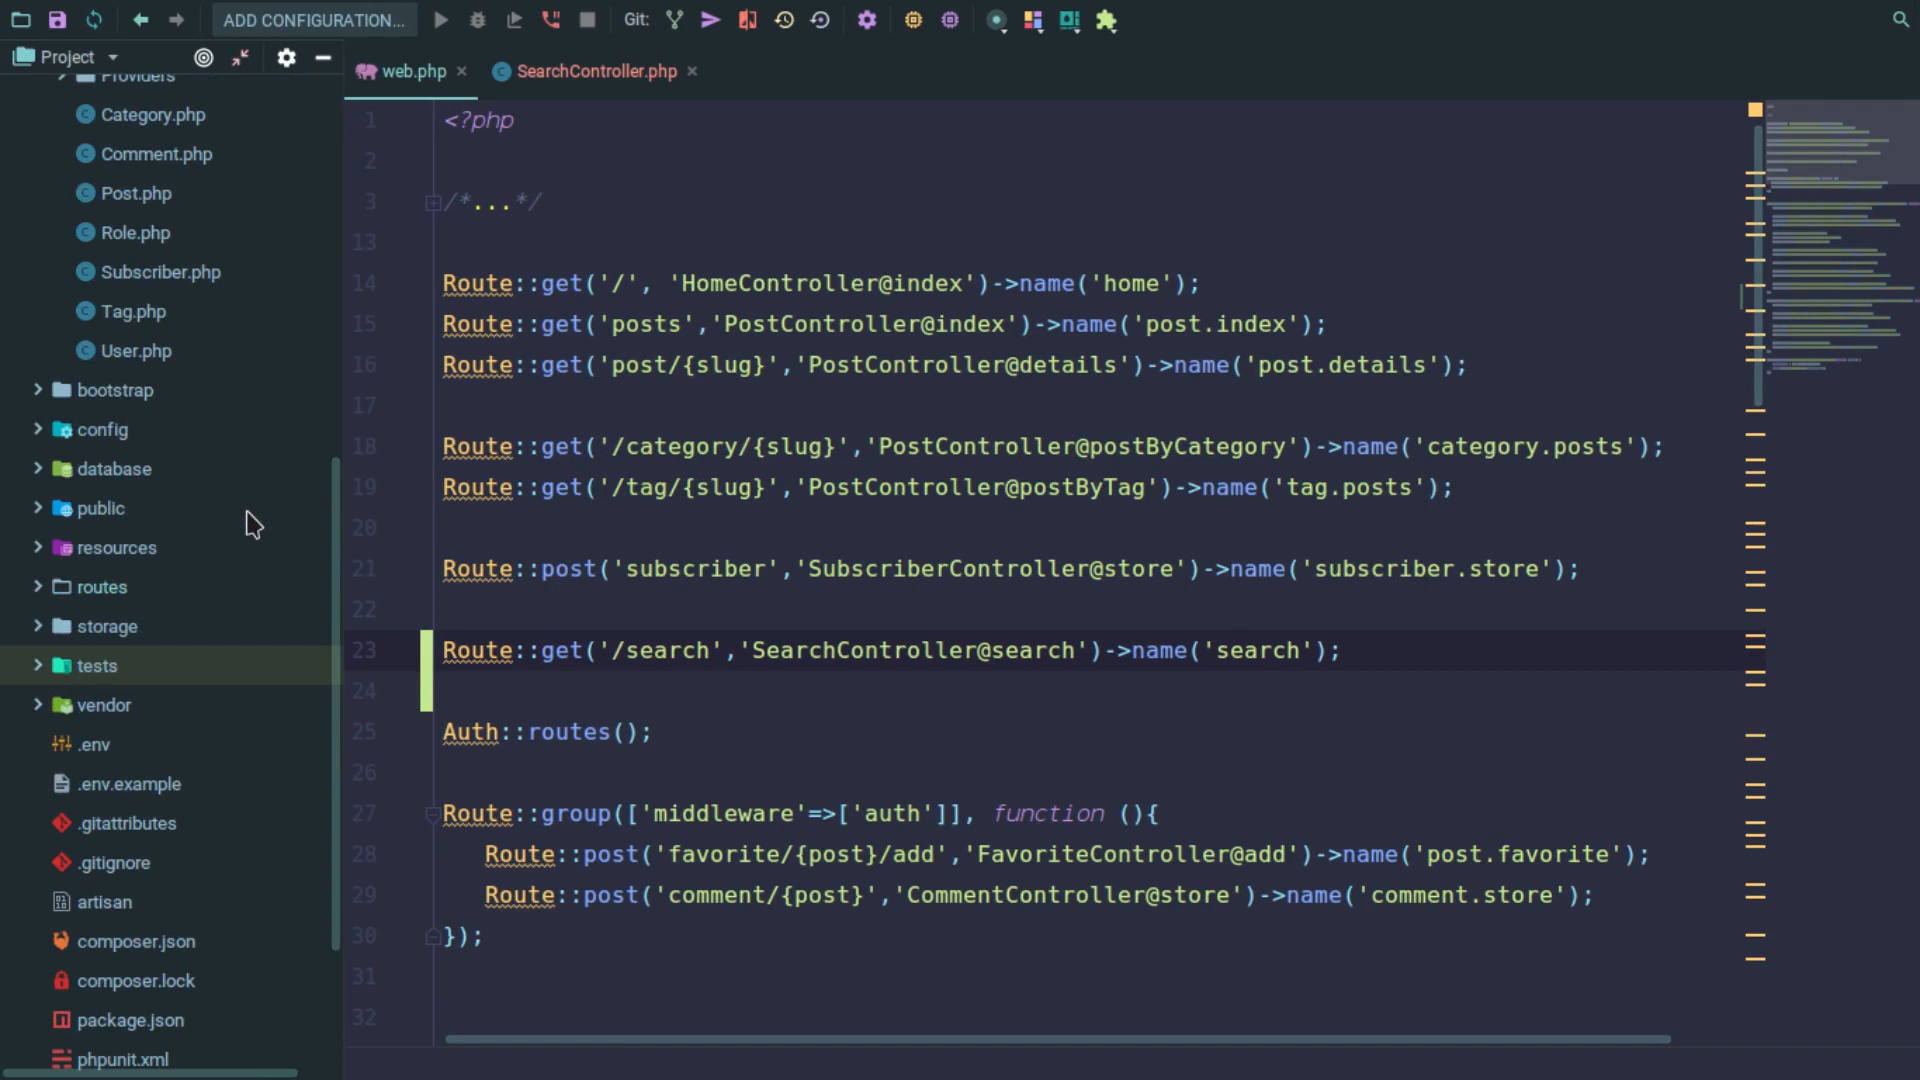 ADD CONFIGURATION...
Git:
Project
web.php
SearchController.php
Providers
Category.php
Comment.php
Post.php
Role.php
Subscriber.php
Tag.php
User.php
bootstrap
config
database
public
resources
routes
storage
tests
vendor
.env
.env.example
.gitattributes
.gitignore
artisan
composer.json
composer.lock
package.json
phpunit.xml
1 <?php
2
3 /*...*/
13
14 Route::get('/', 'HomeController@index')->name('home');
15 Route::get('posts','PostController@index')->name('post.index');
16 Route::get('post/{slug}','PostController@details')->name('post.details');
17
18 Route::get('/category/{slug}','PostController@postByCategory')->name('category.posts');
19 Route::get('/tag/{slug}','PostController@postByTag')->name('tag.posts');
20
21 Route::post('subscriber','SubscriberController@store')->name('subscriber.store');
22
23 Route::get('/search','SearchController@search')->name('search');
24
25 Auth::routes();
26
27 Route::group(['middleware'=>['auth']], function (){
28 Route::post('favorite/{post}/add','FavoriteController@add')->name('post.favorite');
29 Route::post('comment/{post}','CommentController@store')->name('comment.store');
30 });
31
32